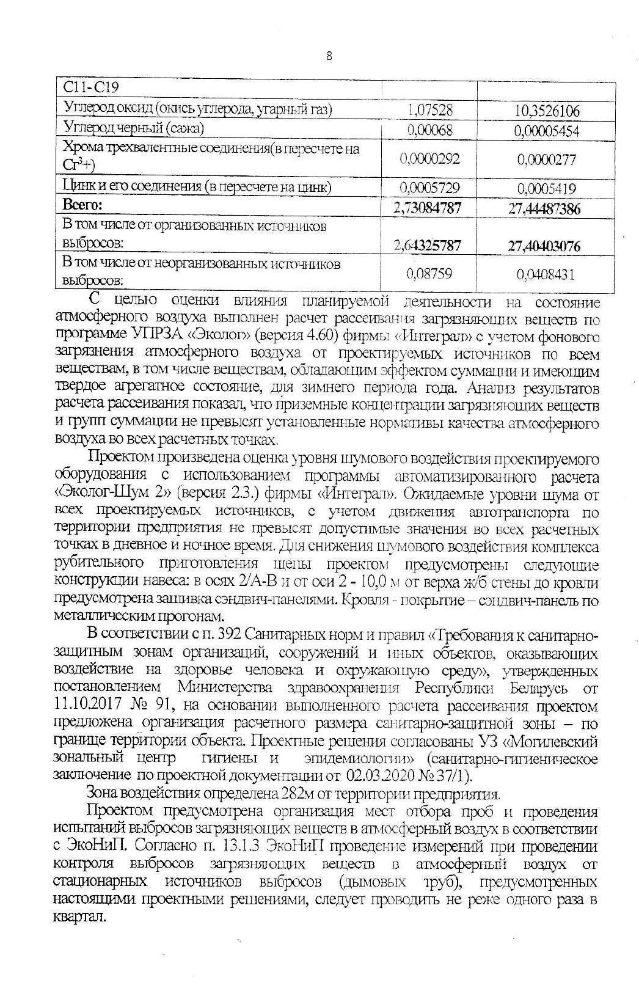 8
С11-С19
Углерод оксид (окись углерода, угарный газ) 1,07528 10,3526106
Углерод черный (сажа) 0,00068 0,00005454
Хрома трехвалентные соединения(в пересчете на
Cr³+) 0,0000292 0,0000277
Цинк и его соединения (в пересчете на цинк) 0,0005729 0,0005419
Всего: 2,73084787 27,44487386
В том числе от организованных источников
выбросов: 2,64325787 27,40403076
В том числе от неорганизованных источников
выбросов: 0,08759 0,0408431
С целью оценки влияния планируемой деятельности на состояние
атмосферного воздуха выполнен расчет рассеивания загрязняющих веществ по
программе УПРЗА «Эколог» (версия 4.60) фирмы «Интеграл» с учетом фонового
загрязнения атмосферного воздуха от проектируемых источников по всем
веществам, в том числе веществам, обладающим эффектом суммации и имеющим
твердое агрегатное состояние, для зимнего периода года. Анализ результатов
расчета рассеивания показал, что приземные концентрации загрязняющих веществ
и групп суммации не превысят установленные нормативы качества атмосферного
воздуха во всех расчетных точках.
Проектом произведена оценка уровня шумового воздействия проектируемого
оборудования с использованием программы автоматизированного расчета
«Эколог-Шум 2» (версия 2.3.) фирмы «Интеграл». Ожидаемые уровни шума от
всех проектируемых источников, с учетом движения автотранспорта по
территории предприятия не превысят допустимые значения во всех расчетных
точках в дневное и ночное время. Для снижения шумового воздействия комплекса
рубительного приготовления щепы проектом предусмотрены следующие
конструкции навеса: в осях 2/А-В и от оси 2 - 10,0 м от верха ж/б стены до кровли
предусмотрена зашивка сэндвич-панелями. Кровля - покрытие – сэндвич-панель по
металлическим прогонам.
В соответствии с п. 392 Санитарных норм и правил «Требования к санитарно-
защитным зонам организаций, сооружений и иных объектов, оказывающих
воздействие на здоровье человека и окружающую среду», утвержденных
постановлением Министерства здравоохранения Республики Беларусь от
11.10.2017 № 91, на основании выполненного расчета рассеивания проектом
предложена организация расчетного размера санитарно-защитной зоны – по
границе территории объекта. Проектные решения согласованы УЗ «Могилевский
зональный центр гигиены и эпидемиологии» (санитарно-гигиеническое
заключение по проектной документации от 02.03.2020 № 37/1).
Зона воздействия определена 282м от территории предприятия.
Проектом предусмотрена организация мест отбора проб и проведения
испытаний выбросов загрязняющих веществ в атмосферный воздух в соответствии
с ЭкоНиП. Согласно п. 13.1.3 ЭкоНиП проведение измерений при проведении
контроля выбросов загрязняющих веществ в атмосферный воздух от
стационарных источников выбросов (дымовых труб), предусмотренных
настоящими проектными решениями, следует проводить не реже одного раза в
квартал.